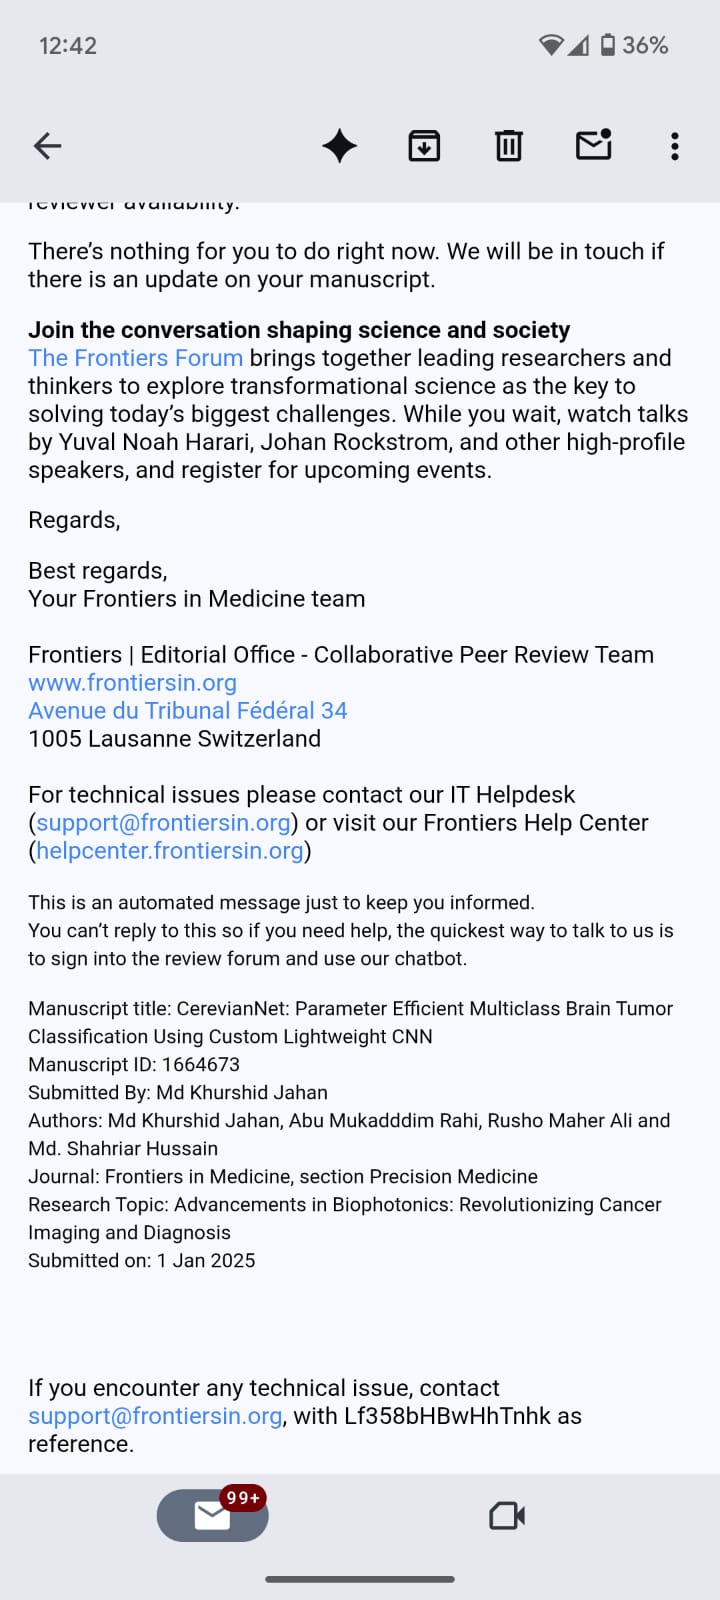 12:42
36%
reviewer availability.
There's nothing for you to do right now. We will be in touch if
there is an update on your manuscript.
Join the conversation shaping science and society
The Frontiers Forum brings together leading researchers and
thinkers to explore transformational science as the key to
solving today's biggest challenges. While you wait, watch talks
by Yuval Noah Harari, Johan Rockstrom, and other high-profile
speakers, and register for upcoming events.
Regards,
Best regards,
Your Frontiers in Medicine team
Frontiers | Editorial Office - Collaborative Peer Review Team
www.frontiersin.org
Avenue du Tribunal Fédéral 34
1005 Lausanne Switzerland
For technical issues please contact our IT Helpdesk
(support@frontiersin.org) or visit our Frontiers Help Center
(helpcenter.frontiersin.org)
This is an automated message just to keep you informed.
You can't reply to this so if you need help, the quickest way to talk to us is
to sign into the review forum and use our chatbot.
Manuscript title: CerevianNet: Parameter Efficient Multiclass Brain Tumor
Classification Using Custom Lightweight CNN
Manuscript ID: 1664673
Submitted By: Md Khurshid Jahan
Authors: Md Khurshid Jahan, Abu Mukadddim Rahi, Rusho Maher Ali and
Md. Shahriar Hussain
Journal: Frontiers in Medicine, section Precision Medicine
Research Topic: Advancements in Biophotonics: Revolutionizing Cancer
Imaging and Diagnosis
Submitted on: 1 Jan 2025
If you encounter any technical issue, contact
support@frontiersin.org, with Lf358bHBwHhTnhk as
reference.
99+